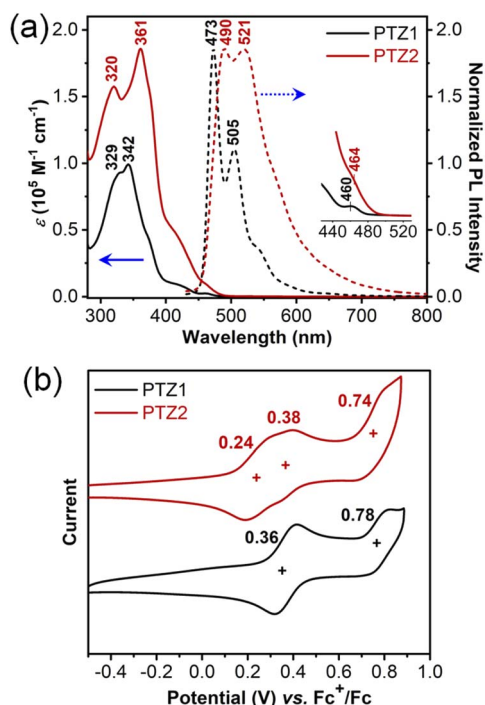 (a)
ε (10⁵ M⁻¹ cm⁻¹)
2.0
1.5
1.0
0.5
0.0
320
361
329
342
473
490
521
505
PTZ1
PTZ2
460
464
440 480 520
2.0
1.5
1.0
0.5
0.0
Normalized PL Intensity
300 400 500 600 700 800
Wavelength (nm)
(b)
PTZ1
PTZ2
0.24
0.38
0.74
0.36
0.78
Current
-0.4 -0.2 0.0 0.2 0.4 0.6 0.8 1.0
Potential (V) vs. Fc⁺/Fc